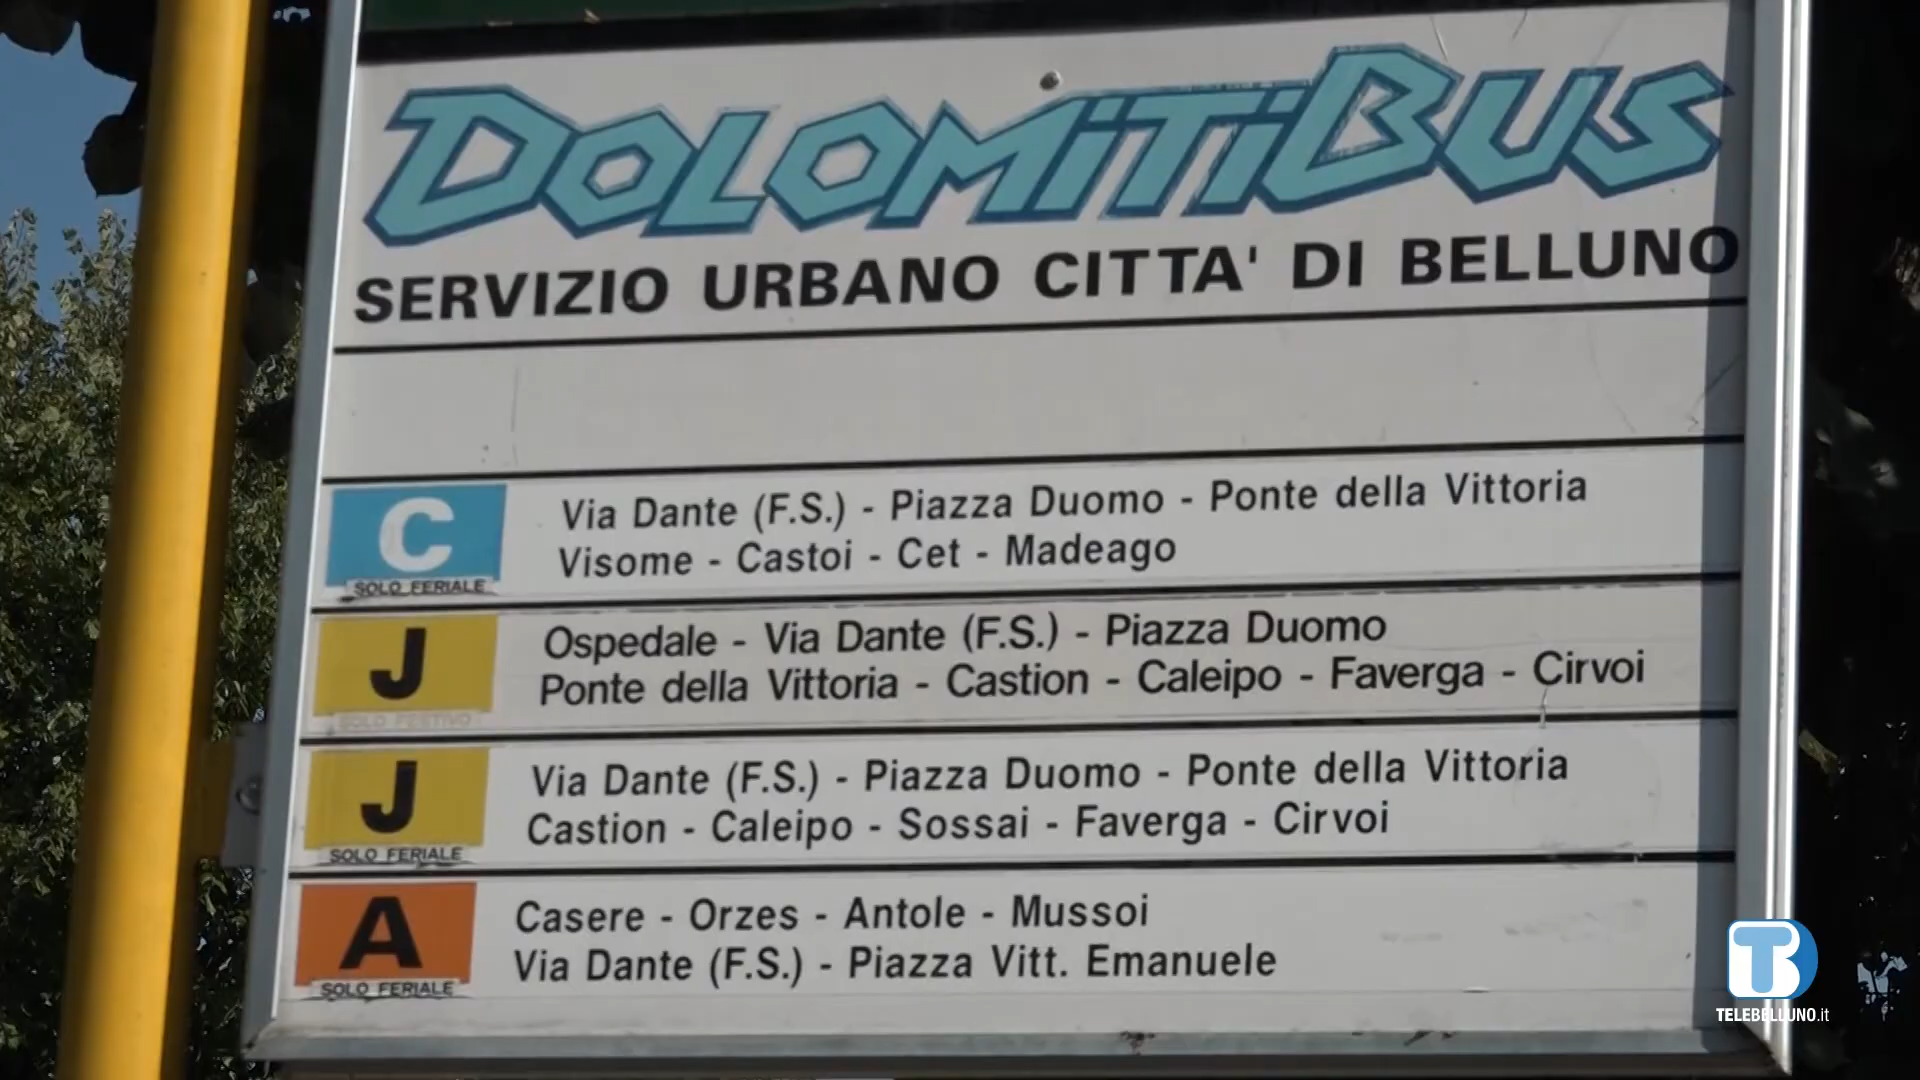 DOLOMITIBUS
SERVIZIO URBANO CITTA' DI BELLUNO
C
SOLO FERIALE
Via Dante (F.S.) - Piazza Duomo - Ponte della Vittoria
Visome - Castoi - Cet - Madeago
J
SOLO FESTIVO
Ospedale - Via Dante (F.S.) - Piazza Duomo
Ponte della Vittoria - Castion - Caleipo - Faverga - Cirvoi
J
SOLO FERIALE
Via Dante (F.S.) - Piazza Duomo - Ponte della Vittoria
Castion - Caleipo - Sossai - Faverga - Cirvoi
A
SOLO FERIALE
Casere - Orzes - Antole - Mussoi
Via Dante (F.S.) - Piazza Vitt. Emanuele
TB
TELEBELLUNO.it